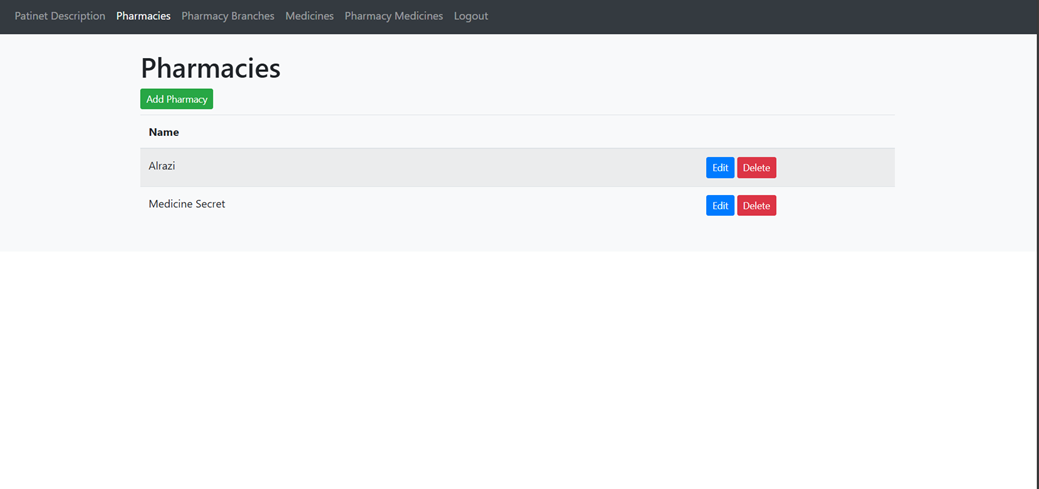 Patinet Description Pharmacies Pharmacy Branches Medicines Pharmacy Medicines Logout
Pharmacies
Add Pharmacy
Name
Alrazi Edit Delete
Medicine Secret Edit Delete